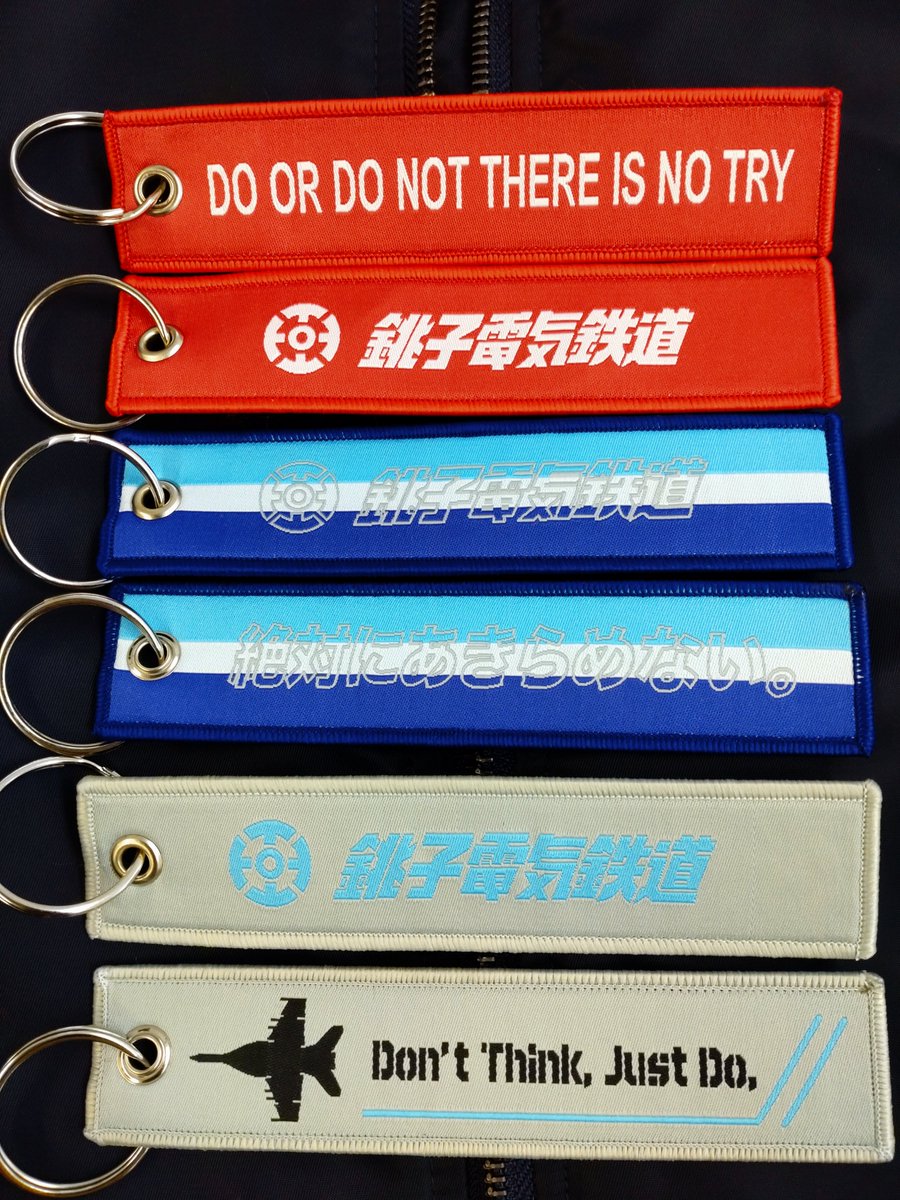 DO OR DO NOT THERE IS NO TRY
銚子電気鉄道
銚子電気鉄道
絶対にあきらめない。
銚子電気鉄道
Don't Think, Just Do.